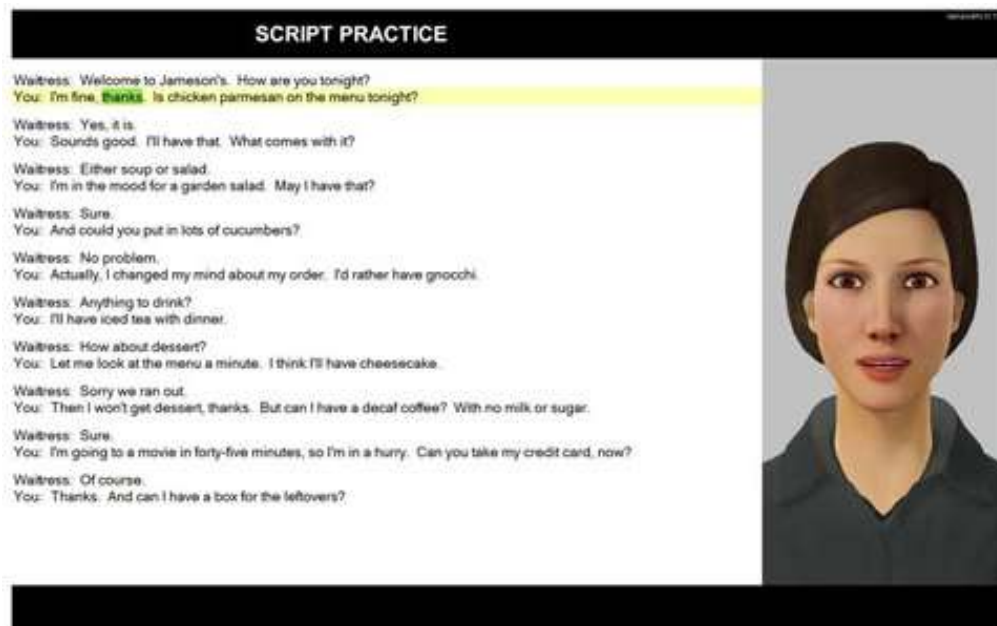 SCRIPT PRACTICE
Waitress: Welcome to Jameson's. How are you tonight?
You: I'm fine, thanks. Is chicken parmesan on the menu tonight?
Waitress: Yes, it is.
You: Sounds good. I'll have that. What comes with it?
Waitress: Either soup or salad.
You: I'm in the mood for a garden salad. May I have that?
Waitress: Sure.
You: And could you put in lots of cucumbers?
Waitress: No problem.
You: Actually, I changed my mind about my order. I'd rather have gnocchi.
Waitress: Anything to drink?
You: I'll have iced tea with dinner.
Waitress: How about dessert?
You: Let me look at the menu a minute. I think I'll have cheesecake.
Waitress: Sorry we ran out.
You: Then I won't get dessert, thanks. But can I have a decaf coffee? With no milk or sugar.
Waitress: Sure.
You: I'm going to a movie in forty-five minutes, so I'm in a hurry. Can you take my credit card, now?
Waitress: Of course.
You: Thanks. And can I have a box for the leftovers?